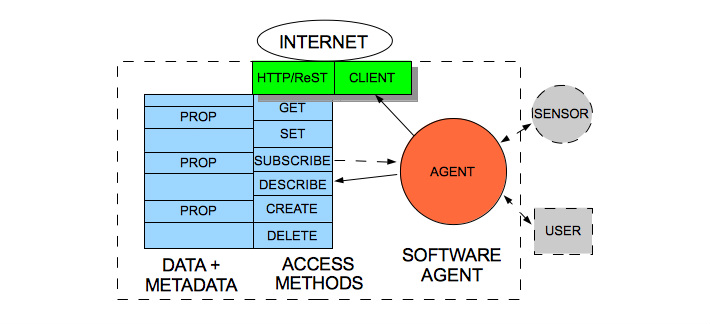 INTERNET
HTTP/ReST
CLIENT
PROP
PROP
PROP
GET
SET
SUBSCRIBE
DESCRIBE
CREATE
DELETE
AGENT
SENSOR
USER
DATA +
METADATA
ACCESS
METHODS
SOFTWARE
AGENT